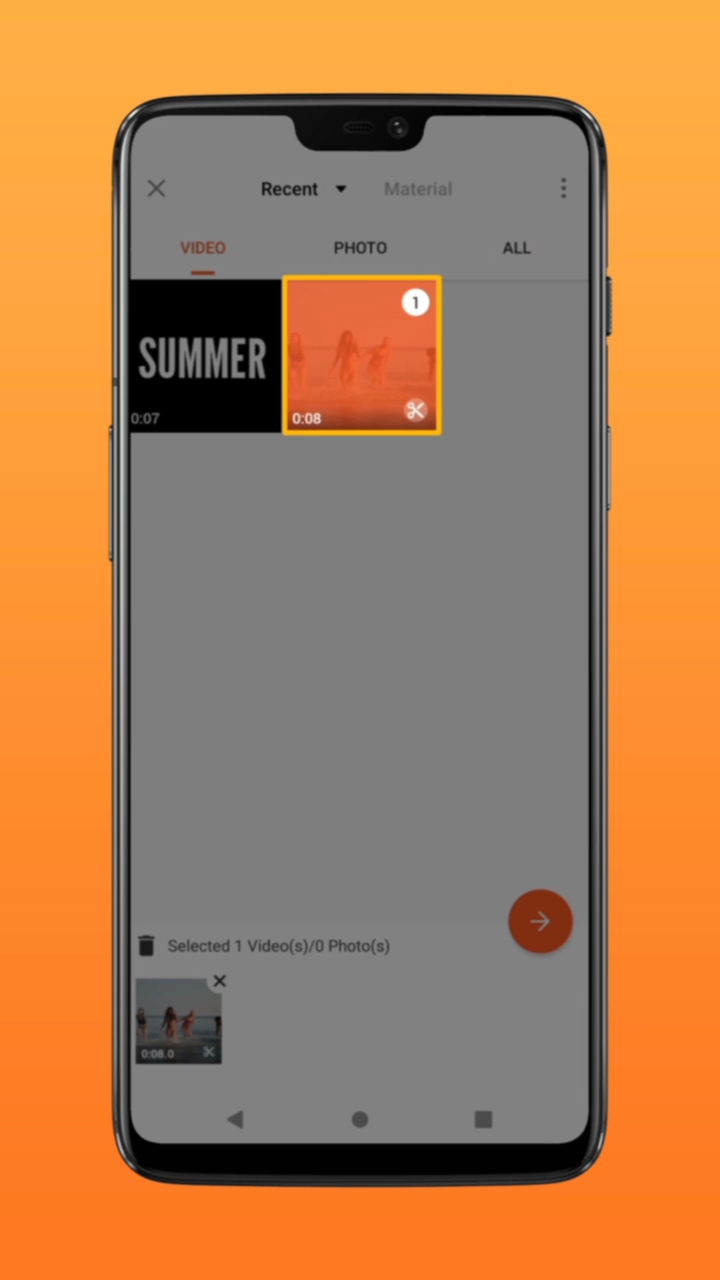 Recent Material
VIDEO PHOTO ALL
1
SUMMER
0:07 0:08
Selected 1 Video(s)/0 Photo(s)
0:08.0